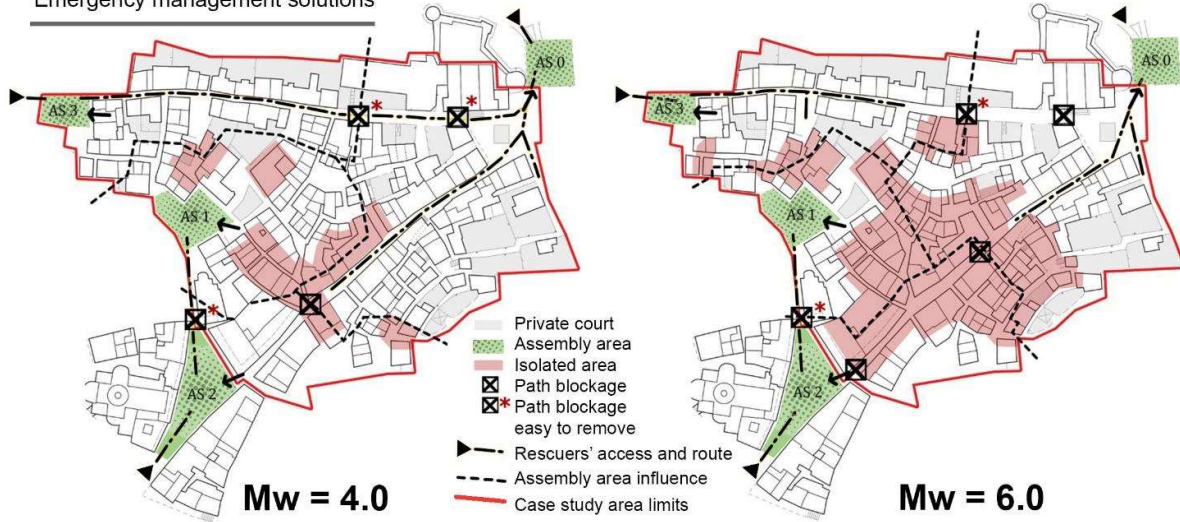 Emergency management solutions
AS 0
AS 3
*
*
AS 1
*
AS 2
Mw = 4.0
Private court
Assembly area
Isolated area
Path blockage
* Path blockage
easy to remove
Rescuers' access and route
Assembly area influence
Case study area limits
AS 0
AS 3
*
AS 1
*
AS 2
Mw = 6.0